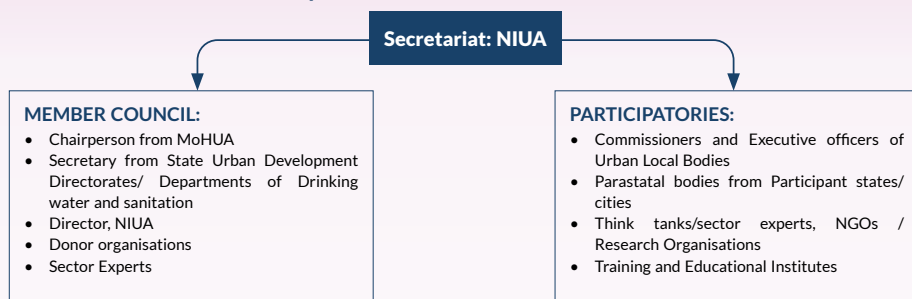 Secretariat: NIUA
MEMBER COUNCIL:
• Chairperson from MoHUA
• Secretary from State Urban Development
Directorates/ Departments of Drinking
water and sanitation
• Director, NIUA
• Donor organisations
• Sector Experts
PARTICIPATORIES:
• Commissioners and Executive officers of
Urban Local Bodies
• Parastatal bodies from Participant states/
cities
• Think tanks/sector experts, NGOs /
Research Organisations
• Training and Educational Institutes